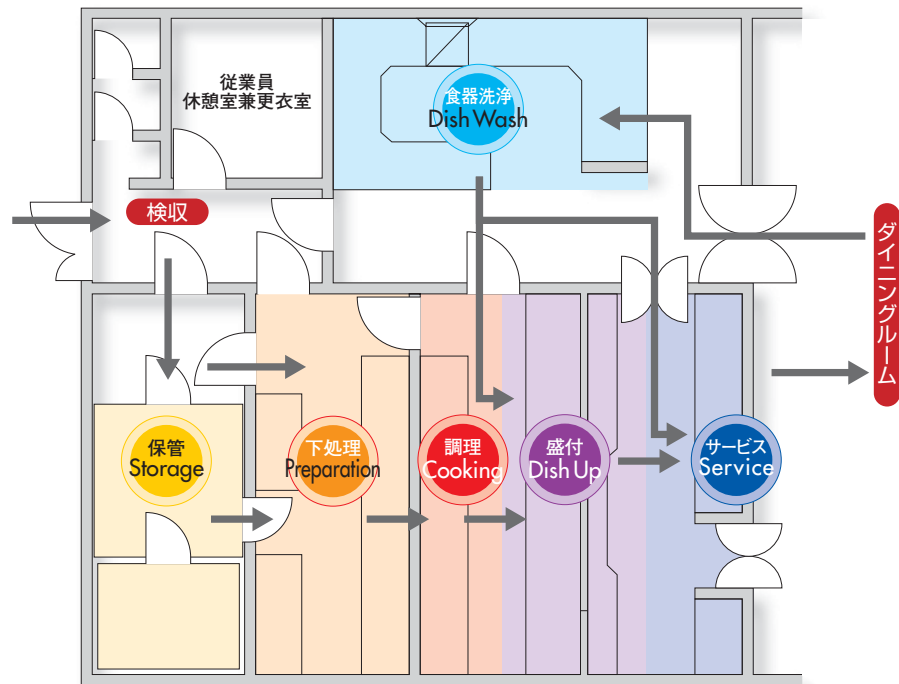 従業員
休憩室兼更衣室
食器洗浄
Dish Wash
検収
ダイニングルーム
保管
Storage
下処理
Preparation
調理
Cooking
盛付
Dish Up
サービス
Service